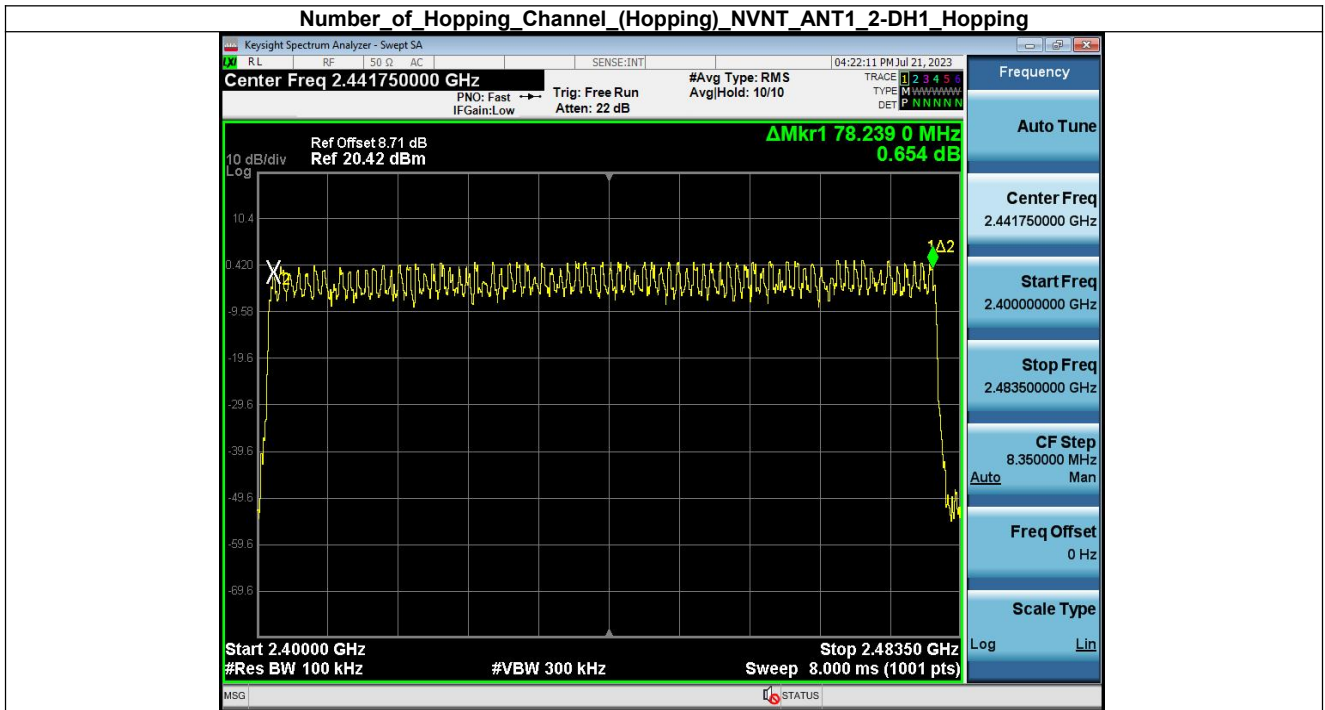 Number_of_Hopping_Channel_(Hopping)_NVNT_ANT1_2-DH1_Hopping
Keysight Spectrum Analyzer - Swept SA
LXI RL RF 50 Ω AC SENSE:INT 04:22:11 PM Jul 21, 2023
Center Freq 2.441750000 GHz #Avg Type: RMS TRACE 1 2 3 4 5 6
PNO: Fast Trig: Free Run Avg|Hold: 10/10 TYPE M WWWWW
IFGain:Low Atten: 22 dB DET P N N N N N
ΔMkr1 78.239 0 MHz
0.654 dB
Ref Offset 8.71 dB
10 dB/div Ref 20.42 dBm
Log
10.4
0.420
-9.58
-19.6
-29.6
-39.6
-49.6
-59.6
-69.6
X2
1Δ2
Start 2.40000 GHz Stop 2.48350 GHz
#Res BW 100 kHz #VBW 300 kHz Sweep 8.000 ms (1001 pts)
MSG STATUS
Frequency
Auto Tune
Center Freq
2.441750000 GHz
Start Freq
2.400000000 GHz
Stop Freq
2.483500000 GHz
CF Step
8.350000 MHz
Auto Man
Freq Offset
0 Hz
Scale Type
Log Lin